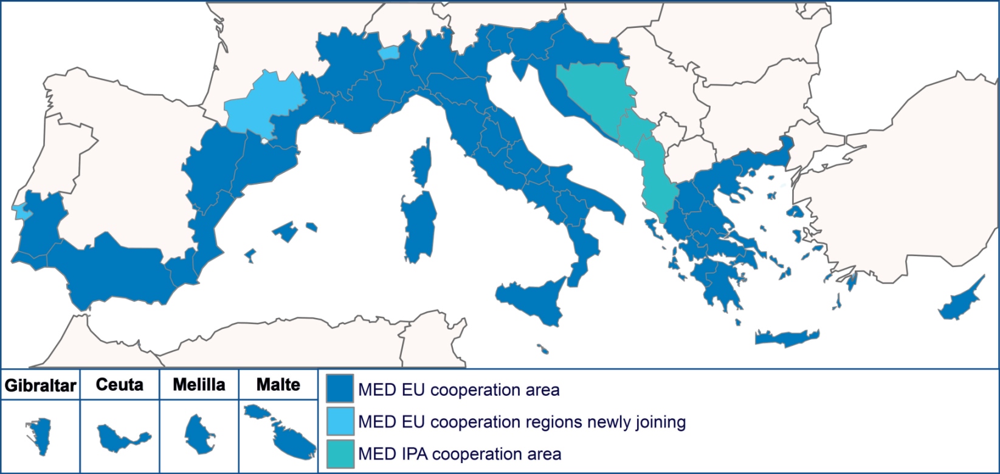 Gibraltar
Ceuta
Melilla
Malte
MED EU cooperation area
MED EU cooperation regions newly joining
MED IPA cooperation area